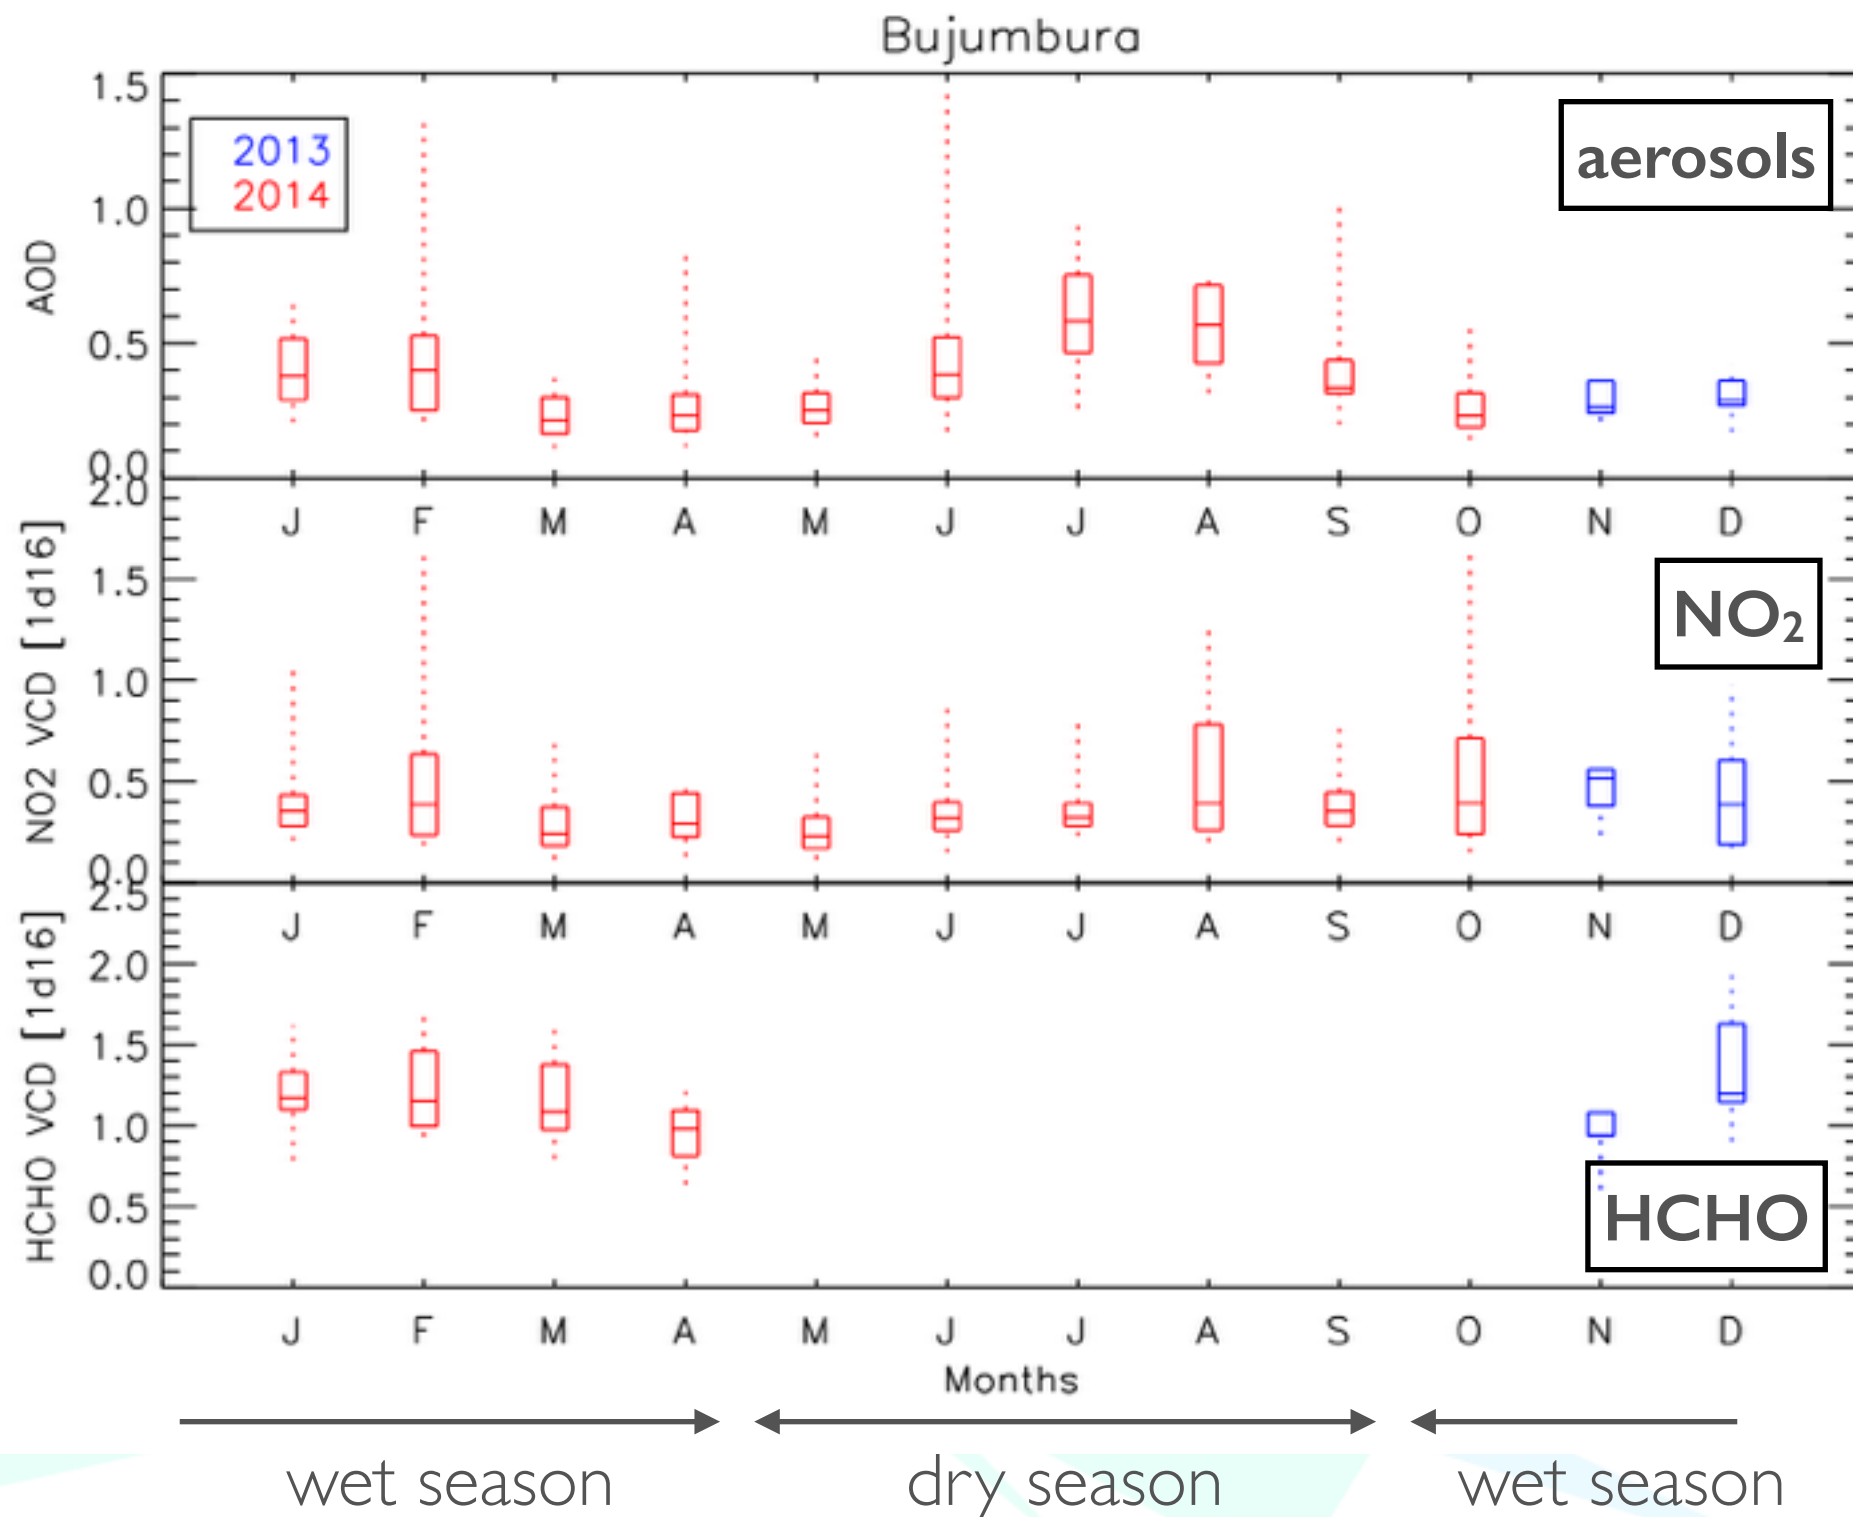 Bujumbura
1.5
1.0
0.5
0.0
AOD
2013
2014
aerosols
J F M A M J J A S O N D
2.0
1.5
1.0
0.5
0.0
NO2 VCD [1d16]
NO₂
J F M A M J J A S O N D
2.5
2.0
1.5
1.0
0.5
0.0
HCHO VCD [1d16]
HCHO
J F M A M J J A S O N D
Months
wet season dry season wet season